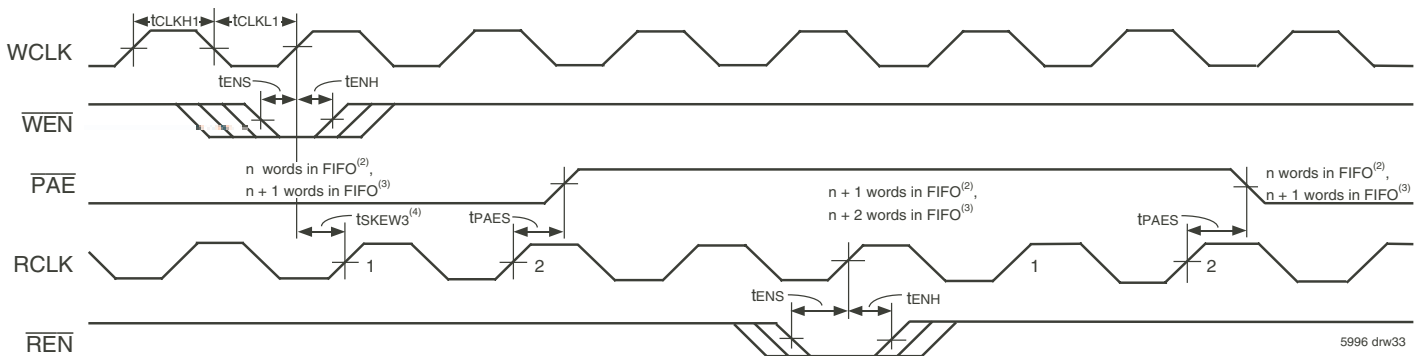 tCLKH1 tCLKL1
WCLK
tENS tENH
WEN
n words in FIFO(2),
n + 1 words in FIFO(3)
PAE
n + 1 words in FIFO(2),
n + 2 words in FIFO(3)
n words in FIFO(2),
n + 1 words in FIFO(3)
tSKEW3(4) tPAES tPAES
RCLK 1 2 1 2
tENS tENH
REN
5996 drw33